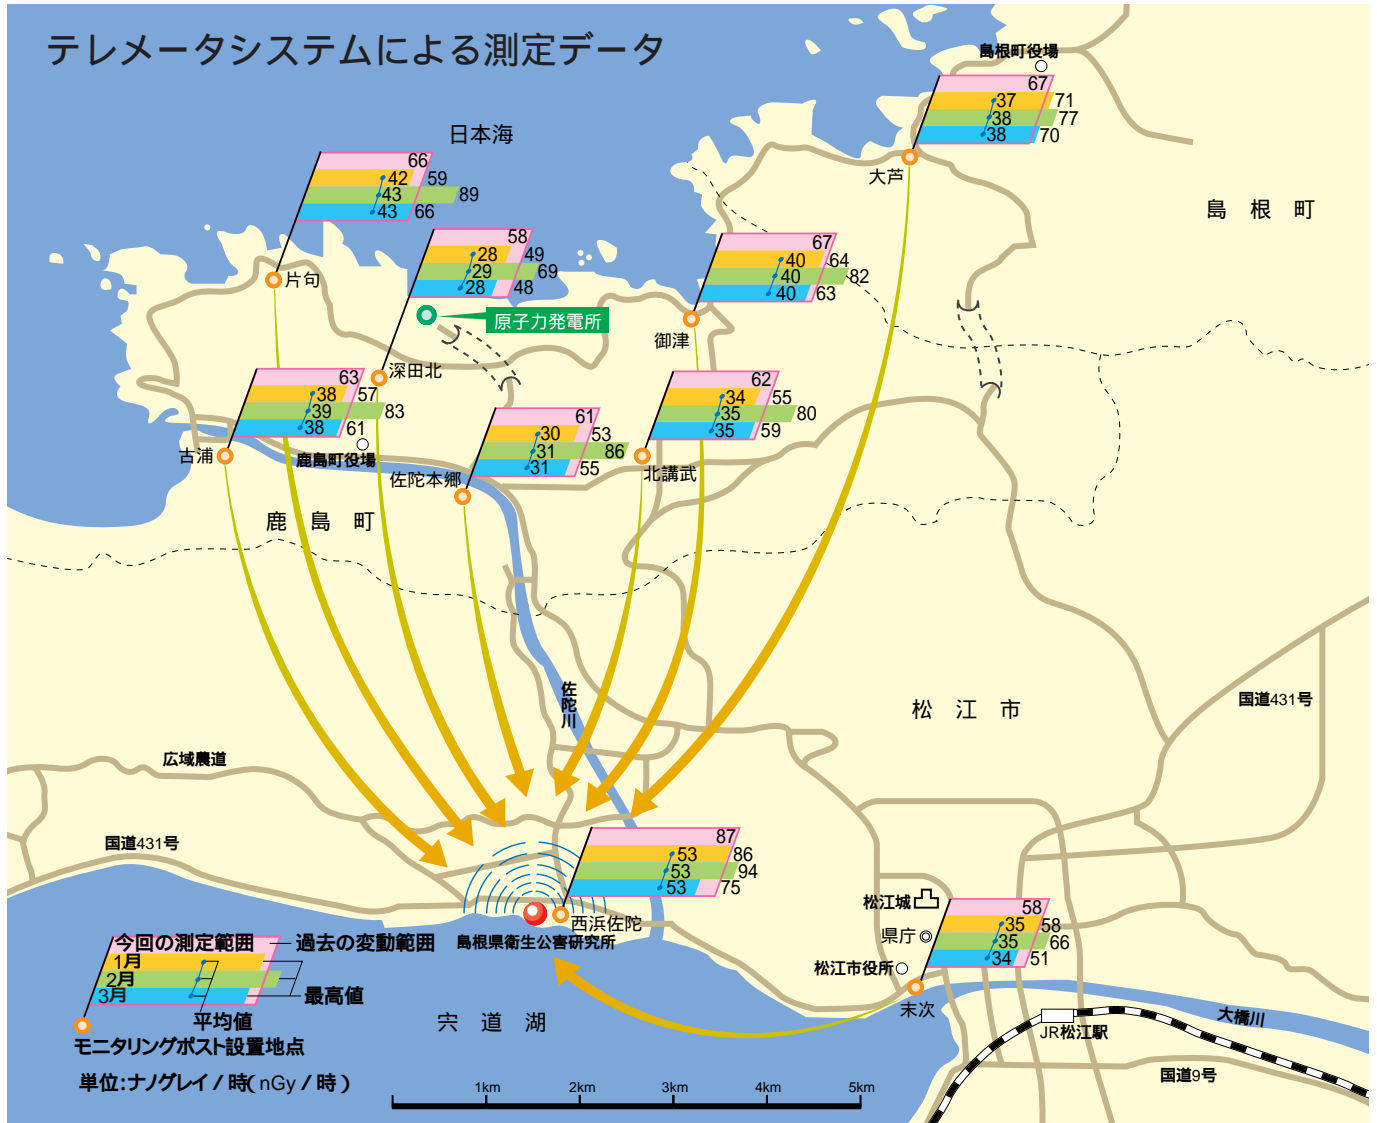 テレメータシステムによる測定データ
島根町役場
67
37 71
38 77
38 70
大芦
日本海
66
42 59
43 89
43 66
片句
島根町
58
28 49
29 69
28 48
原子力発電所
深田北
67
40 64
40 82
40 63
御津
63
38 57
39 83
38 61
古浦
鹿島町役場
61
30 53
31 86
31 55
佐陀本郷
62
34 55
35 80
35 59
北講武
鹿島町
佐陀川
松江市
国道431号
広域農道
国道431号
87
53 86
53 94
53 75
西浜佐陀
島根県衛生公害研究所
松江城
県庁
松江市役所
58
35 58
35 66
34 51
末次
大橋川
JR松江駅
国道9号
宍道湖
今回の測定範囲 過去の変動範囲
1月
2月
3月
最高値
平均値
モニタリングポスト設置地点
単位:ナノグレイ/時(nGy/時)
1km 2km 3km 4km 5km